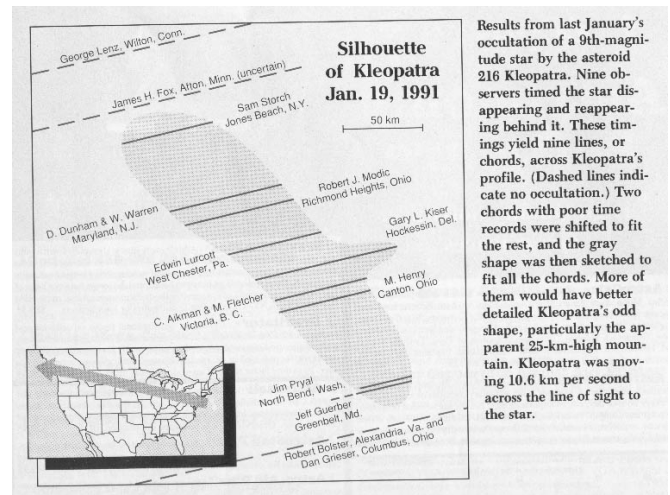 George Lenz, Wilton, Conn.
James H. Fox, Afton, Minn. (uncertain)
Silhouette
of Kleopatra
Jan. 19, 1991
50 km
Sam Storch
Jones Beach, N.Y.
Robert J. Modic
Richmond Heights, Ohio
D. Dunham & W. Warren
Maryland, N.J.
Gary L. Kiser
Hockessin, Del.
Edwin Lurcott
West Chester, Pa.
M. Henry
Canton, Ohio
C. Aikman & M. Fletcher
Victoria, B. C.
Jim Pryal
North Bend, Wash.
Jeff Guerber
Greenbelt, Md.
Robert Bolster, Alexandria, Va. and
Dan Grieser, Columbus, Ohio
Results from last January's
occultation of a 9th-magni-
tude star by the asteroid
216 Kleopatra. Nine ob-
servers timed the star dis-
appearing and reappear-
ing behind it. These tim-
ings yield nine lines, or
chords, across Kleopatra's
profile. (Dashed lines indi-
cate no occultation.) Two
chords with poor time
records were shifted to fit
the rest, and the gray
shape was then sketched to
fit all the chords. More of
them would have better
detailed Kleopatra's odd
shape, particularly the ap-
parent 25-km-high moun-
tain. Kleopatra was mov-
ing 10.6 km per second
across the line of sight to
the star.